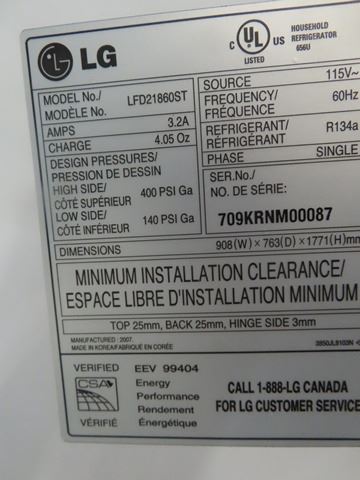 LG
C UL US
LISTED
HOUSEHOLD
REFRIGERATOR
656U
MODEL No./
MODÈLE No.
LFD21860ST
AMPS 3.2A
CHARGE 4.05 Oz
DESIGN PRESSURES/
PRESSION DE DESSIN
HIGH SIDE/
CÔTÉ SUPÉRIEUR 400 PSI Ga
LOW SIDE/
CÔTÉ INFÉRIEUR 140 PSI Ga
SOURCE 115V~
FREQUENCY/
FRÉQUENCE 60Hz
REFRIGERANT/
RÉFRIGÉRANT R134a
PHASE SINGLE
SER.No./
NO DE SÉRIE:
709KRNM00087
DIMENSIONS 908(W)×763(D)×1771(H)mm
MINIMUM INSTALLATION CLEARANCE/
ESPACE LIBRE D'INSTALLATION MINIMUM
TOP 25mm, BACK 25mm, HINGE SIDE 3mm
MANUFACTURED : 2007.
MADE IN KOREA/FABRIQUÉ EN CORÉE
VERIFIED
CSA
VÉRIFIÉ
EEV 99404
Energy
Performance
Rendement
Énergétique
CALL 1-888-LG CANADA
FOR LG CUSTOMER SERVICE